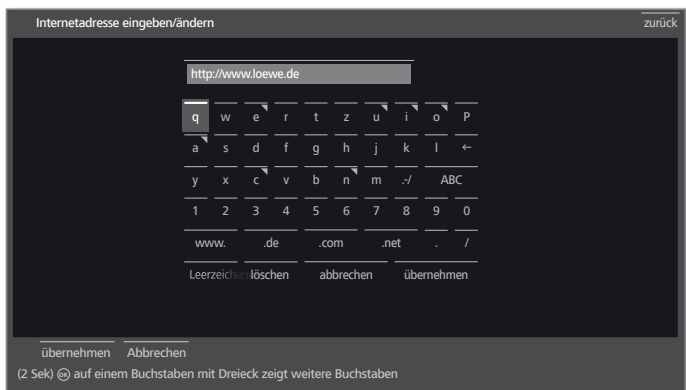 Internetadresse eingeben/ändern zurück
http://www.loewe.de
q w e r t z u i o P
a s d f g h j k l ←
y x c v b n m .-/ ABC
1 2 3 4 5 6 7 8 9 0
www. .de .com .net . /
Leerzeichen löschen abbrechen übernehmen
übernehmen Abbrechen
(2 Sek) OK auf einem Buchstaben mit Dreieck zeigt weitere Buchstaben